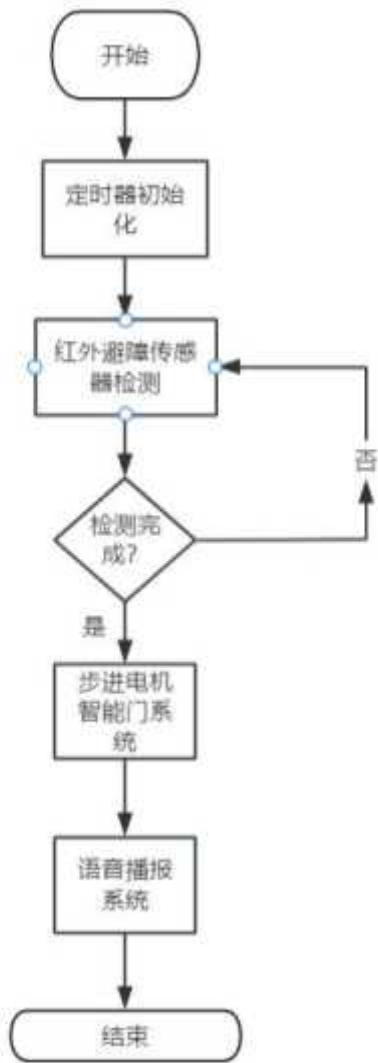 开始
定时器初始
化
红外避障传感
器检测
否
检测完
成?
是
步进电机
智能门系
统
语音播报
系统
结束